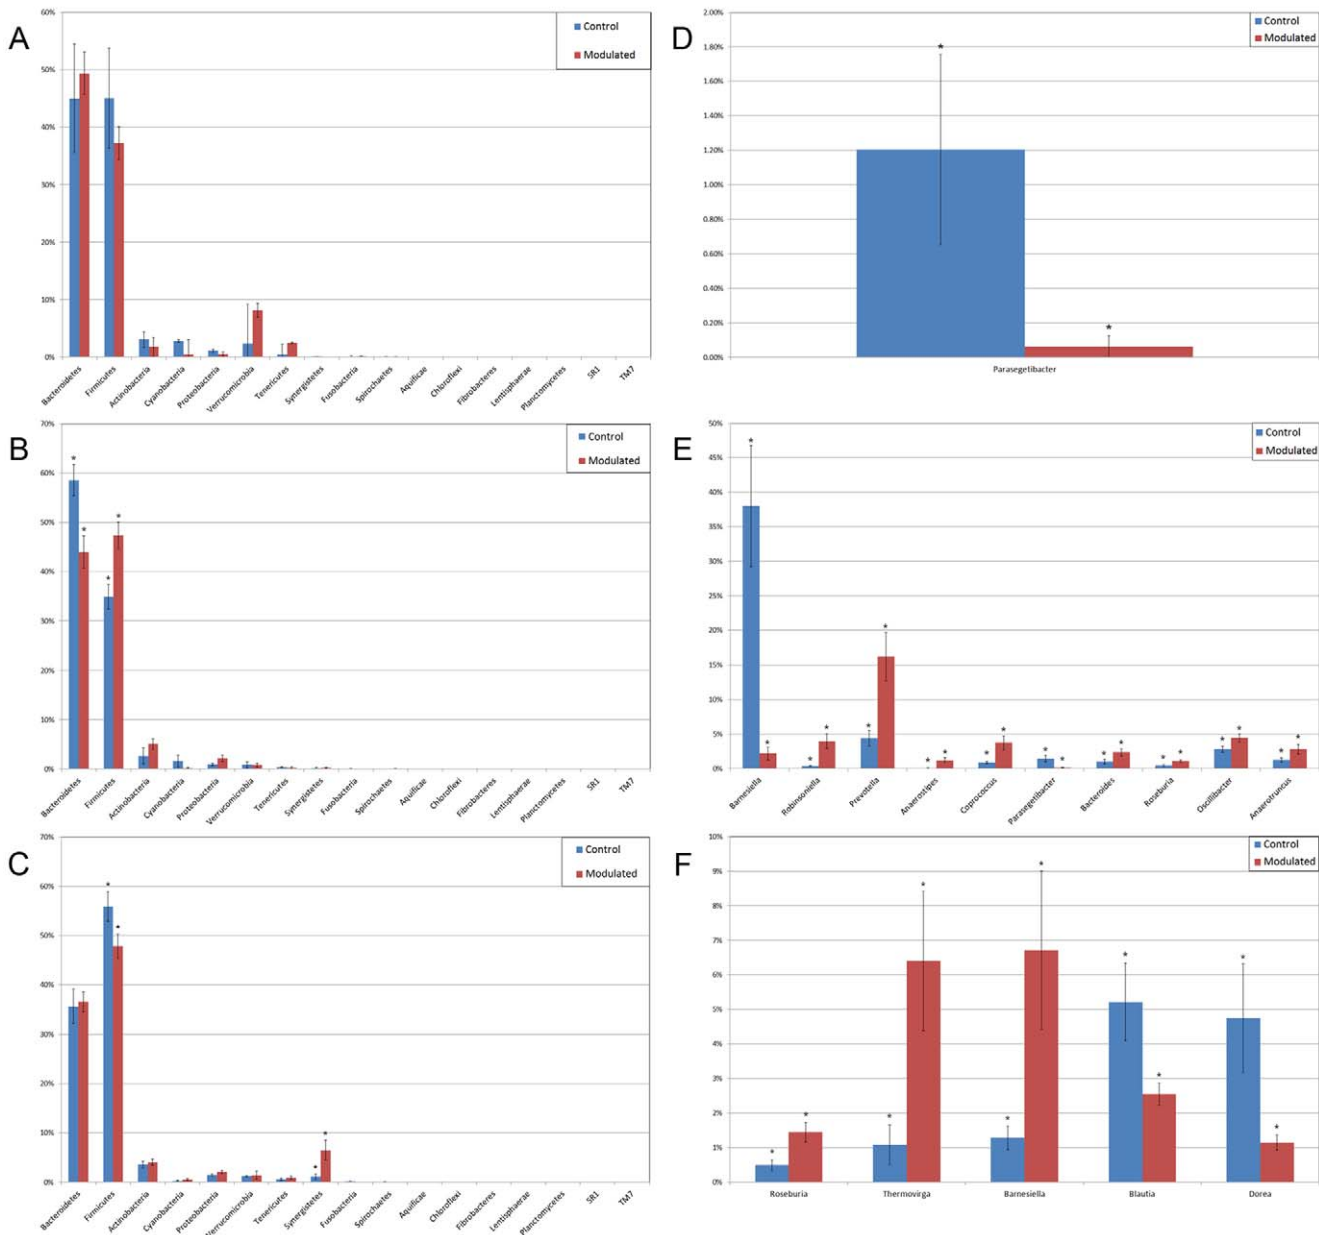 A
60%
50%
40%
30%
20%
10%
0%
Control
Modulated
Bacteroidetes
Firmicutes
Actinobacteria
Cyanobacteria
Proteobacteria
Verrucomicrobia
Tenericutes
Synergistetes
Fusobacteria
Spirochaetes
Aquificae
Chloroflexi
Fibrobacteres
Lentisphaerae
Planctomycetes
SR1
TM7
D
2.00%
1.80%
1.60%
1.40%
1.20%
1.00%
0.80%
0.60%
0.40%
0.20%
0.00%
Control
Modulated
*
*
Parasegetibacter
B
70%
60%
50%
40%
30%
20%
10%
0%
Control
Modulated
*
*
*
*
Bacteroidetes
Firmicutes
Actinobacteria
Cyanobacteria
Proteobacteria
Verrucomicrobia
Tenericutes
Synergistetes
Fusobacteria
Spirochaetes
Aquificae
Chloroflexi
Fibrobacteres
Lentisphaerae
Planctomycetes
SR1
TM7
E
50%
45%
40%
35%
30%
25%
20%
15%
10%
5%
0%
Control
Modulated
* *
* *
* *
* *
* *
* *
* *
* *
* *
* *
Barnesiella
Robinsoniella
Prevotella
Anaerostipes
Coprococcus
Parasegetibacter
Bacteroides
Roseburia
Oscillibacter
Anaerotruncus
C
70%
60%
50%
40%
30%
20%
10%
0%
Control
Modulated
*
*
*
*
Bacteroidetes
Firmicutes
Actinobacteria
Cyanobacteria
Proteobacteria
Verrucomicrobia
Tenericutes
Synergistetes
Fusobacteria
Spirochaetes
Aquificae
Chloroflexi
Fibrobacteres
Lentisphaerae
Planctomycetes
SR1
TM7
F
10%
9%
8%
7%
6%
5%
4%
3%
2%
1%
0%
Control
Modulated
* *
* *
* *
* *
* *
Roseburia
Thermovirga
Barnesiella
Blautia
Dorea